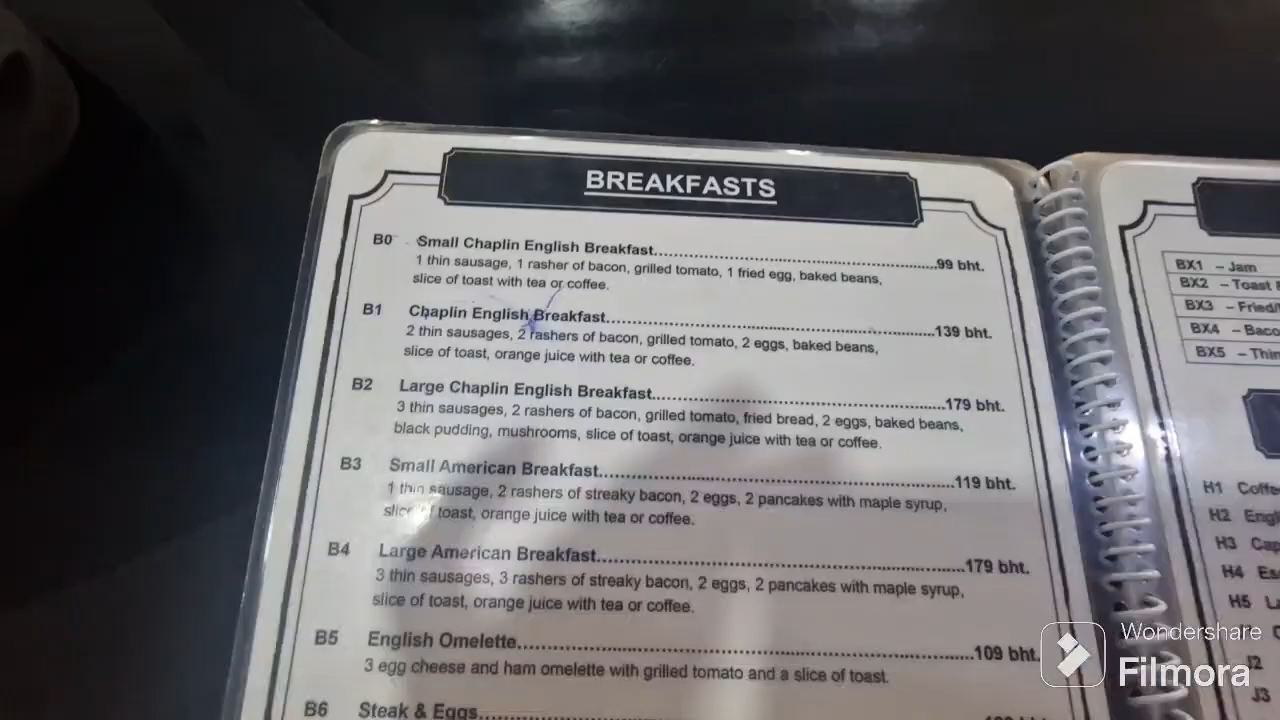 BREAKFASTS
B0 Small Chaplin English Breakfast................99 bht.
1 thin sausage, 1 rasher of bacon, grilled tomato, 1 fried egg, baked beans,
slice of toast with tea or coffee.
B1 Chaplin English Breakfast................139 bht.
2 thin sausages, 2 rashers of bacon, grilled tomato, 2 eggs, baked beans,
slice of toast, orange juice with tea or coffee.
B2 Large Chaplin English Breakfast................179 bht.
3 thin sausages, 2 rashers of bacon, grilled tomato, fried bread, 2 eggs, baked beans,
black pudding, mushrooms, slice of toast, orange juice with tea or coffee.
B3 Small American Breakfast................119 bht.
1 thin sausage, 2 rashers of streaky bacon, 2 eggs, 2 pancakes with maple syrup,
slice of toast, orange juice with tea or coffee.
B4 Large American Breakfast................179 bht.
3 thin sausages, 3 rashers of streaky bacon, 2 eggs, 2 pancakes with maple syrup,
slice of toast, orange juice with tea or coffee.
B5 English Omelette................109 bht.
3 egg cheese and ham omelette with grilled tomato and a slice of toast.
B6 Steak & Eggs................
BX1 – Jam
BX2 – Toast
BX3 – Fried/
BX4 – Baco
BX5 – Thin
H1 Coffe
H2 Engl
H3 Cap
H4 Es
H5 L
J2
J3
Wondershare
Filmora